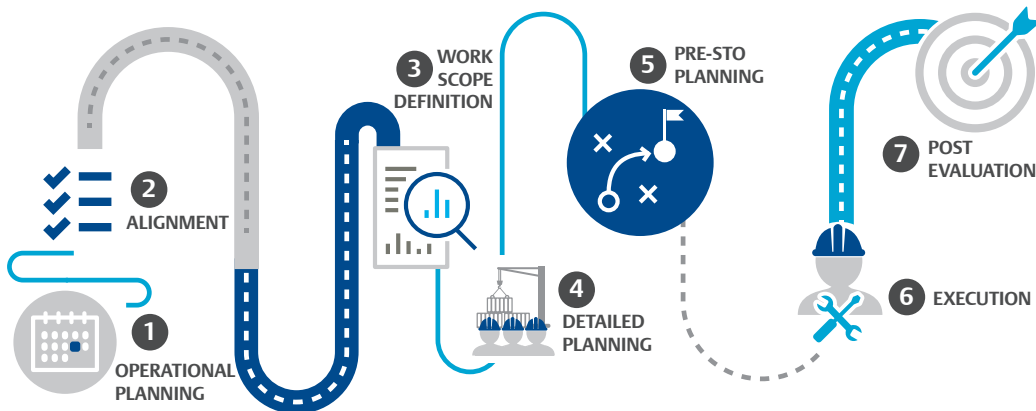 1
OPERATIONAL
PLANNING
2
ALIGNMENT
3
WORK
SCOPE
DEFINITION
4
DETAILED
PLANNING
5
PRE-STO
PLANNING
6
EXECUTION
7
POST
EVALUATION